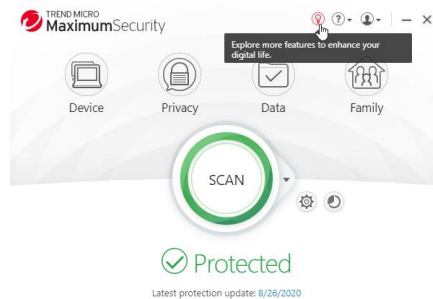 TREND MICRO
MaximumSecurity
?
Explore more features to enhance your
digital life.
Device Privacy Data Family
SCAN
Protected
Latest protection update: 8/26/2020